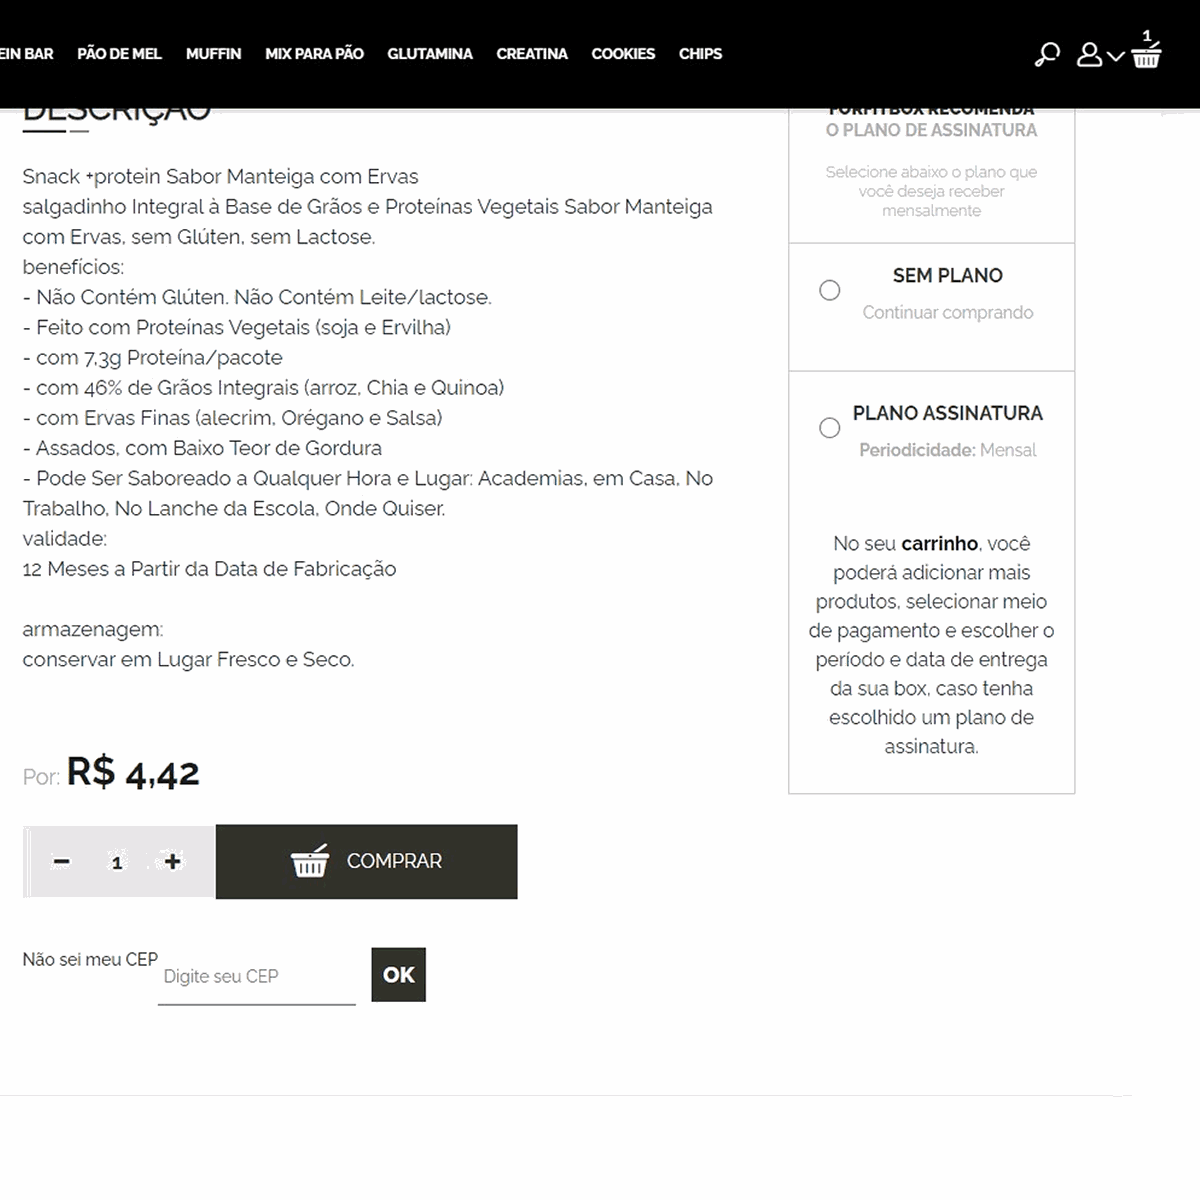 EIN BAR PÃO DE MEL MUFFIN MIX PARA PÃO GLUTAMINA CREATINA COOKIES CHIPS
1
DESCRIÇÃO
Snack +protein Sabor Manteiga com Ervas
salgadinho Integral à Base de Grãos e Proteínas Vegetais Sabor Manteiga
com Ervas, sem Glúten, sem Lactose.
benefícios:
- Não Contém Glúten. Não Contém Leite/lactose.
- Feito com Proteínas Vegetais (soja e Ervilha)
- com 7,3g Proteína/pacote
- com 46% de Grãos Integrais (arroz, Chia e Quinoa)
- com Ervas Finas (alecrim, Orégano e Salsa)
- Assados, com Baixo Teor de Gordura
- Pode Ser Saboreado a Qualquer Hora e Lugar: Academias, em Casa, No
Trabalho, No Lanche da Escola, Onde Quiser.
validade:
12 Meses a Partir da Data de Fabricação
armazenagem:
conservar em Lugar Fresco e Seco.
Por: R$ 4,42
1
COMPRAR
Não sei meu CEP
Digite seu CEP
OK
FORFITBOX RECOMENDA
O PLANO DE ASSINATURA
Selecione abaixo o plano que
você deseja receber
mensalmente
SEM PLANO
Continuar comprando
PLANO ASSINATURA
Periodicidade: Mensal
No seu carrinho, você
poderá adicionar mais
produtos, selecionar meio
de pagamento e escolher o
período e data de entrega
da sua box, caso tenha
escolhido um plano de
assinatura.